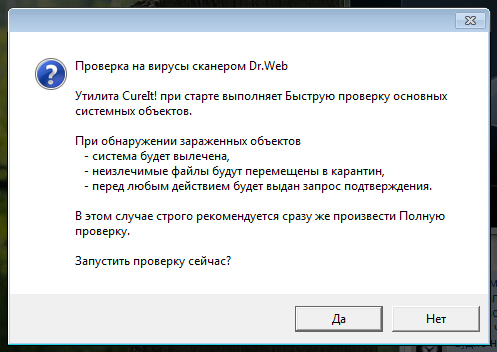 Проверка на вирусы сканером Dr.Web
Утилита CureIt! при старте выполняет Быструю проверку основных
системных объектов.
При обнаружении зараженных объектов
- система будет вылечена,
- неизлечимые файлы будут перемещены в карантин,
- перед любым действием будет выдан запрос подтверждения.
В этом случае строго рекомендуется сразу же произвести Полную
проверку.
Запустить проверку сейчас?
Да
Нет